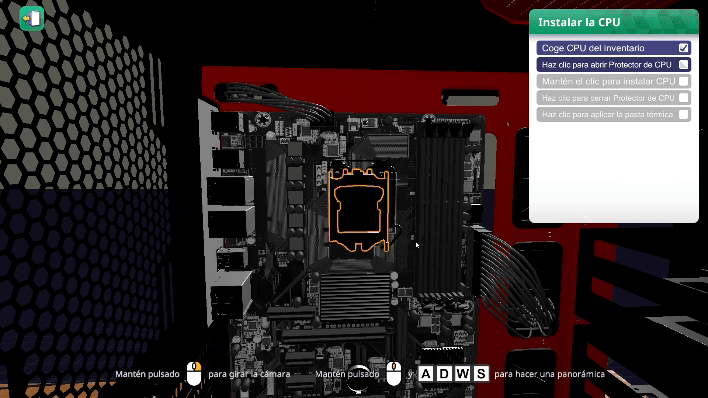 Instalar la CPU
Coge CPU del inventario
Haz clic para abrir Protector de CPU
Mantén el clic para instalar CPU
Haz clic para cerrar Protector de CPU
Haz clic para aplicar la pasta térmica
Mantén pulsado para girar la cámara
Mantén pulsado y A D W S para hacer una panorámica